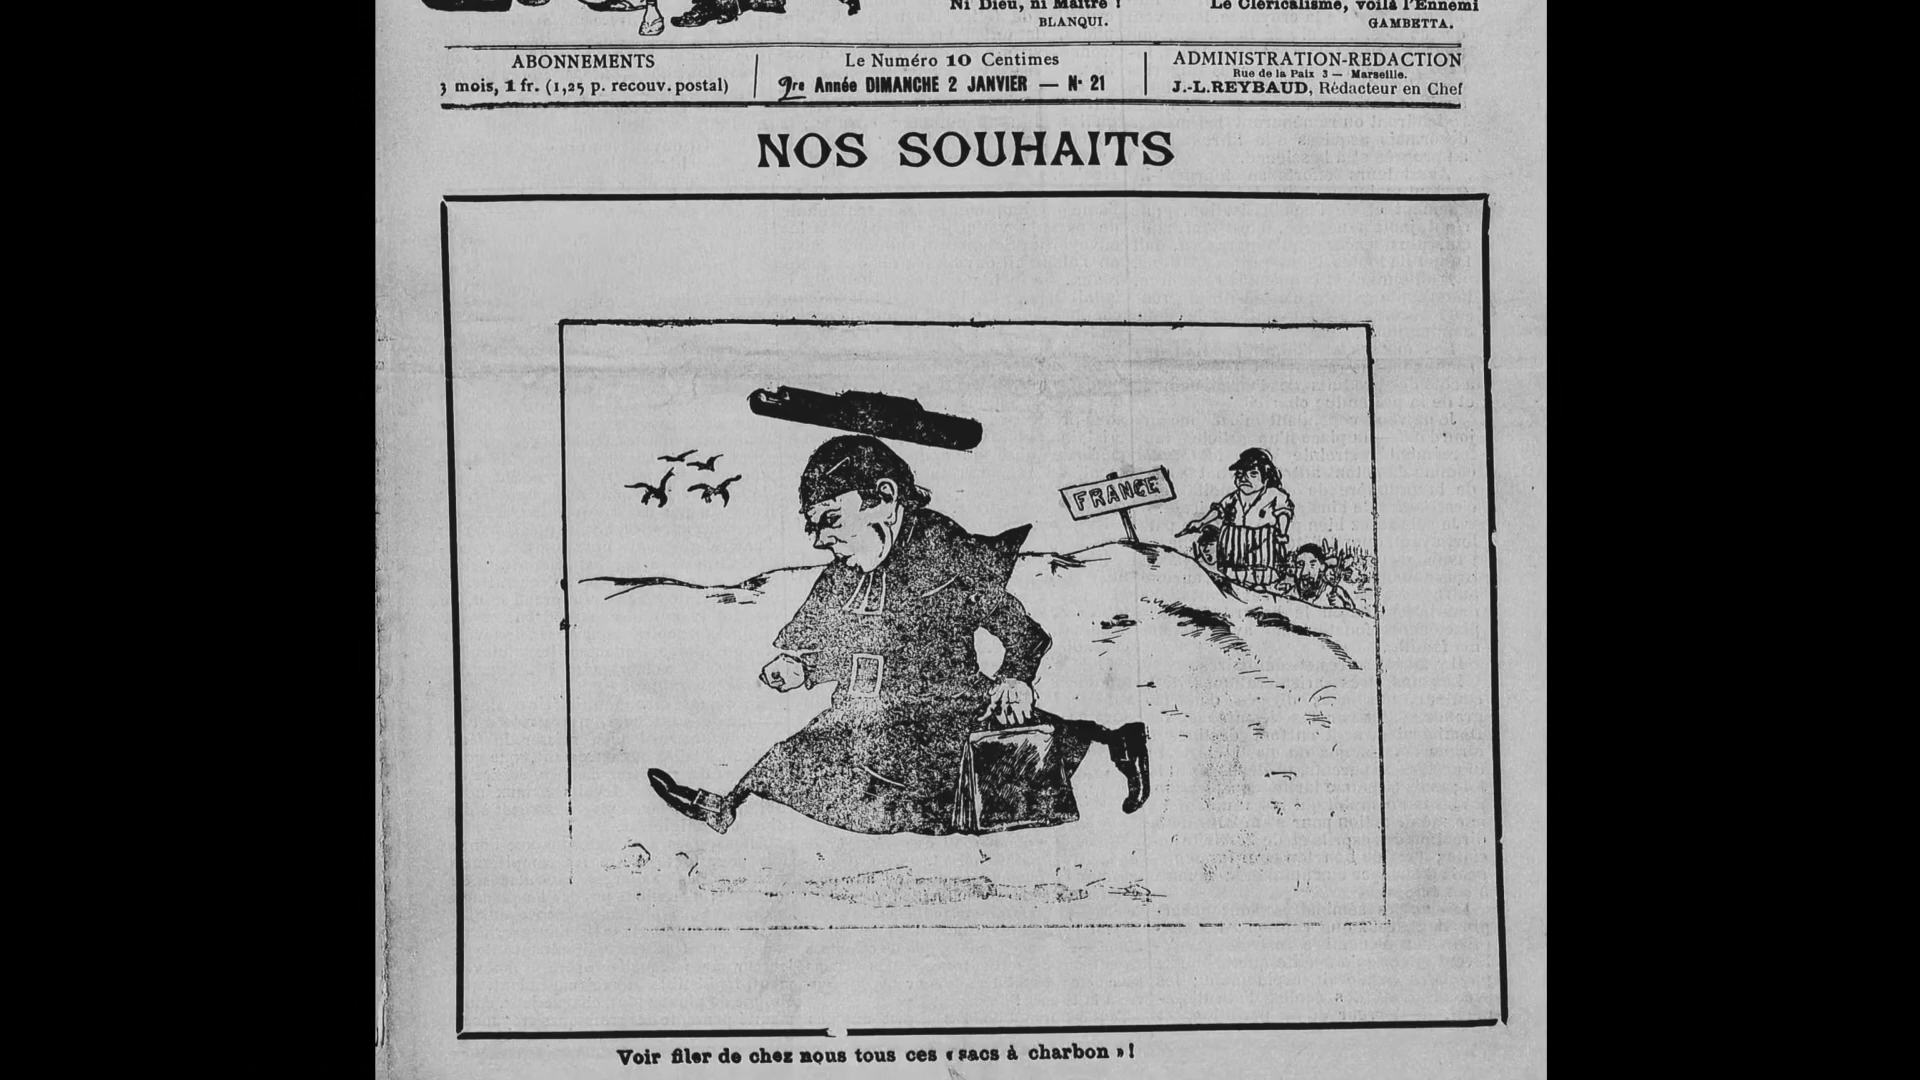 Ni Dieu, ni Maître !
BLANQUI.
Le Cléricalisme, voilà l'Ennemi
GAMBETTA.
ABONNEMENTS
3 mois, 1 fr. (1,25 p. recouv. postal)
Le Numéro 10 Centimes
2re Année DIMANCHE 2 JANVIER — N° 21
ADMINISTRATION-REDACTION
Rue de la Paix 3 — Marseille.
J.-L. REYBAUD, Rédacteur en Chef
NOS SOUHAITS
FRANCE
Voir filer de chez nous tous ces « sacs à charbon » !